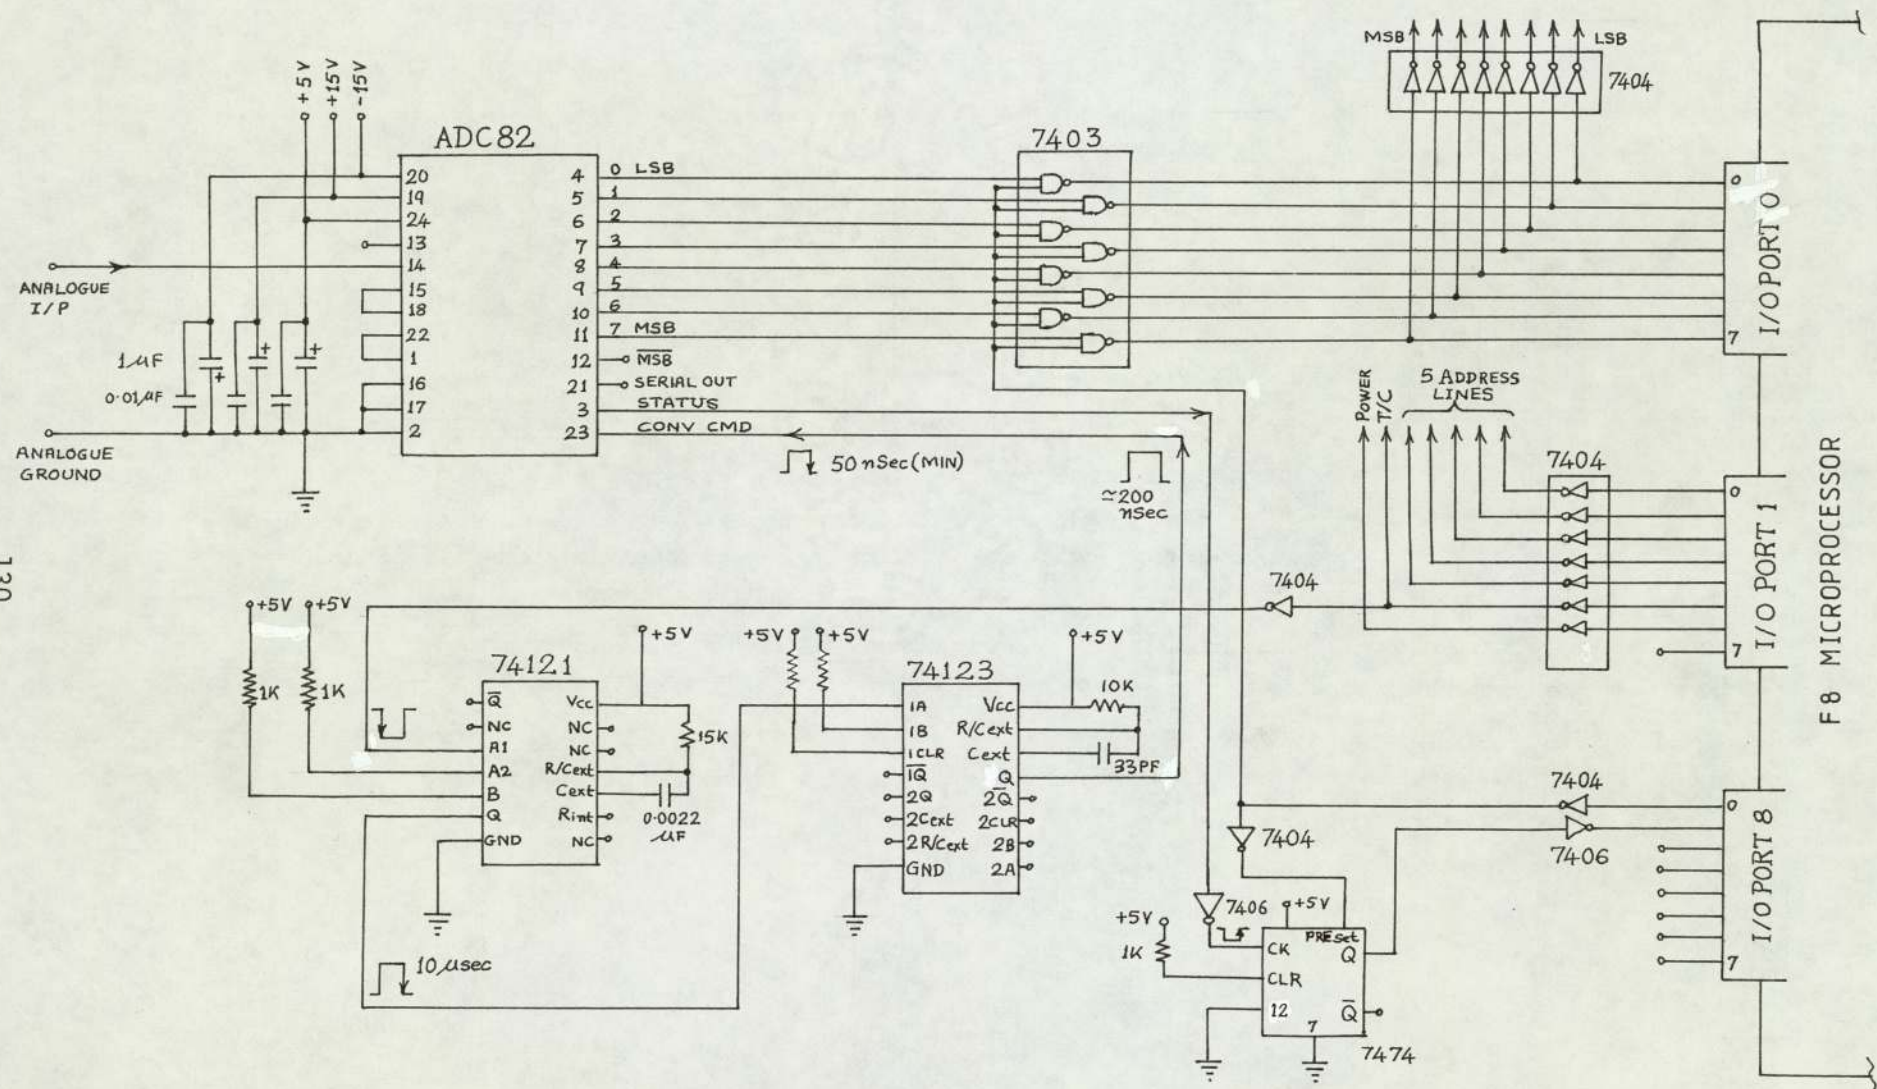 +5V
+15V
-15V
ADC82
20
19
24
13
14
15
18
22
1
16
17
2
4
5
6
7
8
9
10
11
12
21
3
23
0 LSB
1
2
3
4
5
6
7 MSB
M̅S̅B̅
SERIAL OUT
STATUS
CONV CMD
50 nSec (MIN)
≃200
nSec
ANALOGUE
I/P
1µF
0.01µF
ANALOGUE
GROUND
7403
MSB
LSB
7404
0
7
I/O PORT 0
POWER
T/C
5 ADDRESS
LINES
7404
0
7
I/O PORT 1
7404
F8 MICROPROCESSOR
130
+5V
+5V
1K
1K
74121
Q̅
NC
A1
A2
B
Q
GND
Vcc
NC
NC
R/Cext
Cext
Rint
NC
+5V
15K
0.0022
µF
10 µsec
+5V
+5V
74123
1A
1B
1CLR
1Q̅
2Q
2Cext
2R/Cext
GND
Vcc
R/Cext
Cext
Q
2Q̅
2CLR
2B
2A
+5V
10K
33PF
7404
7404
7406
0
7
I/O PORT 8
7406
+5V
+5V
1K
PREset
CK
Q
CLR
12
Q̅
7
7474